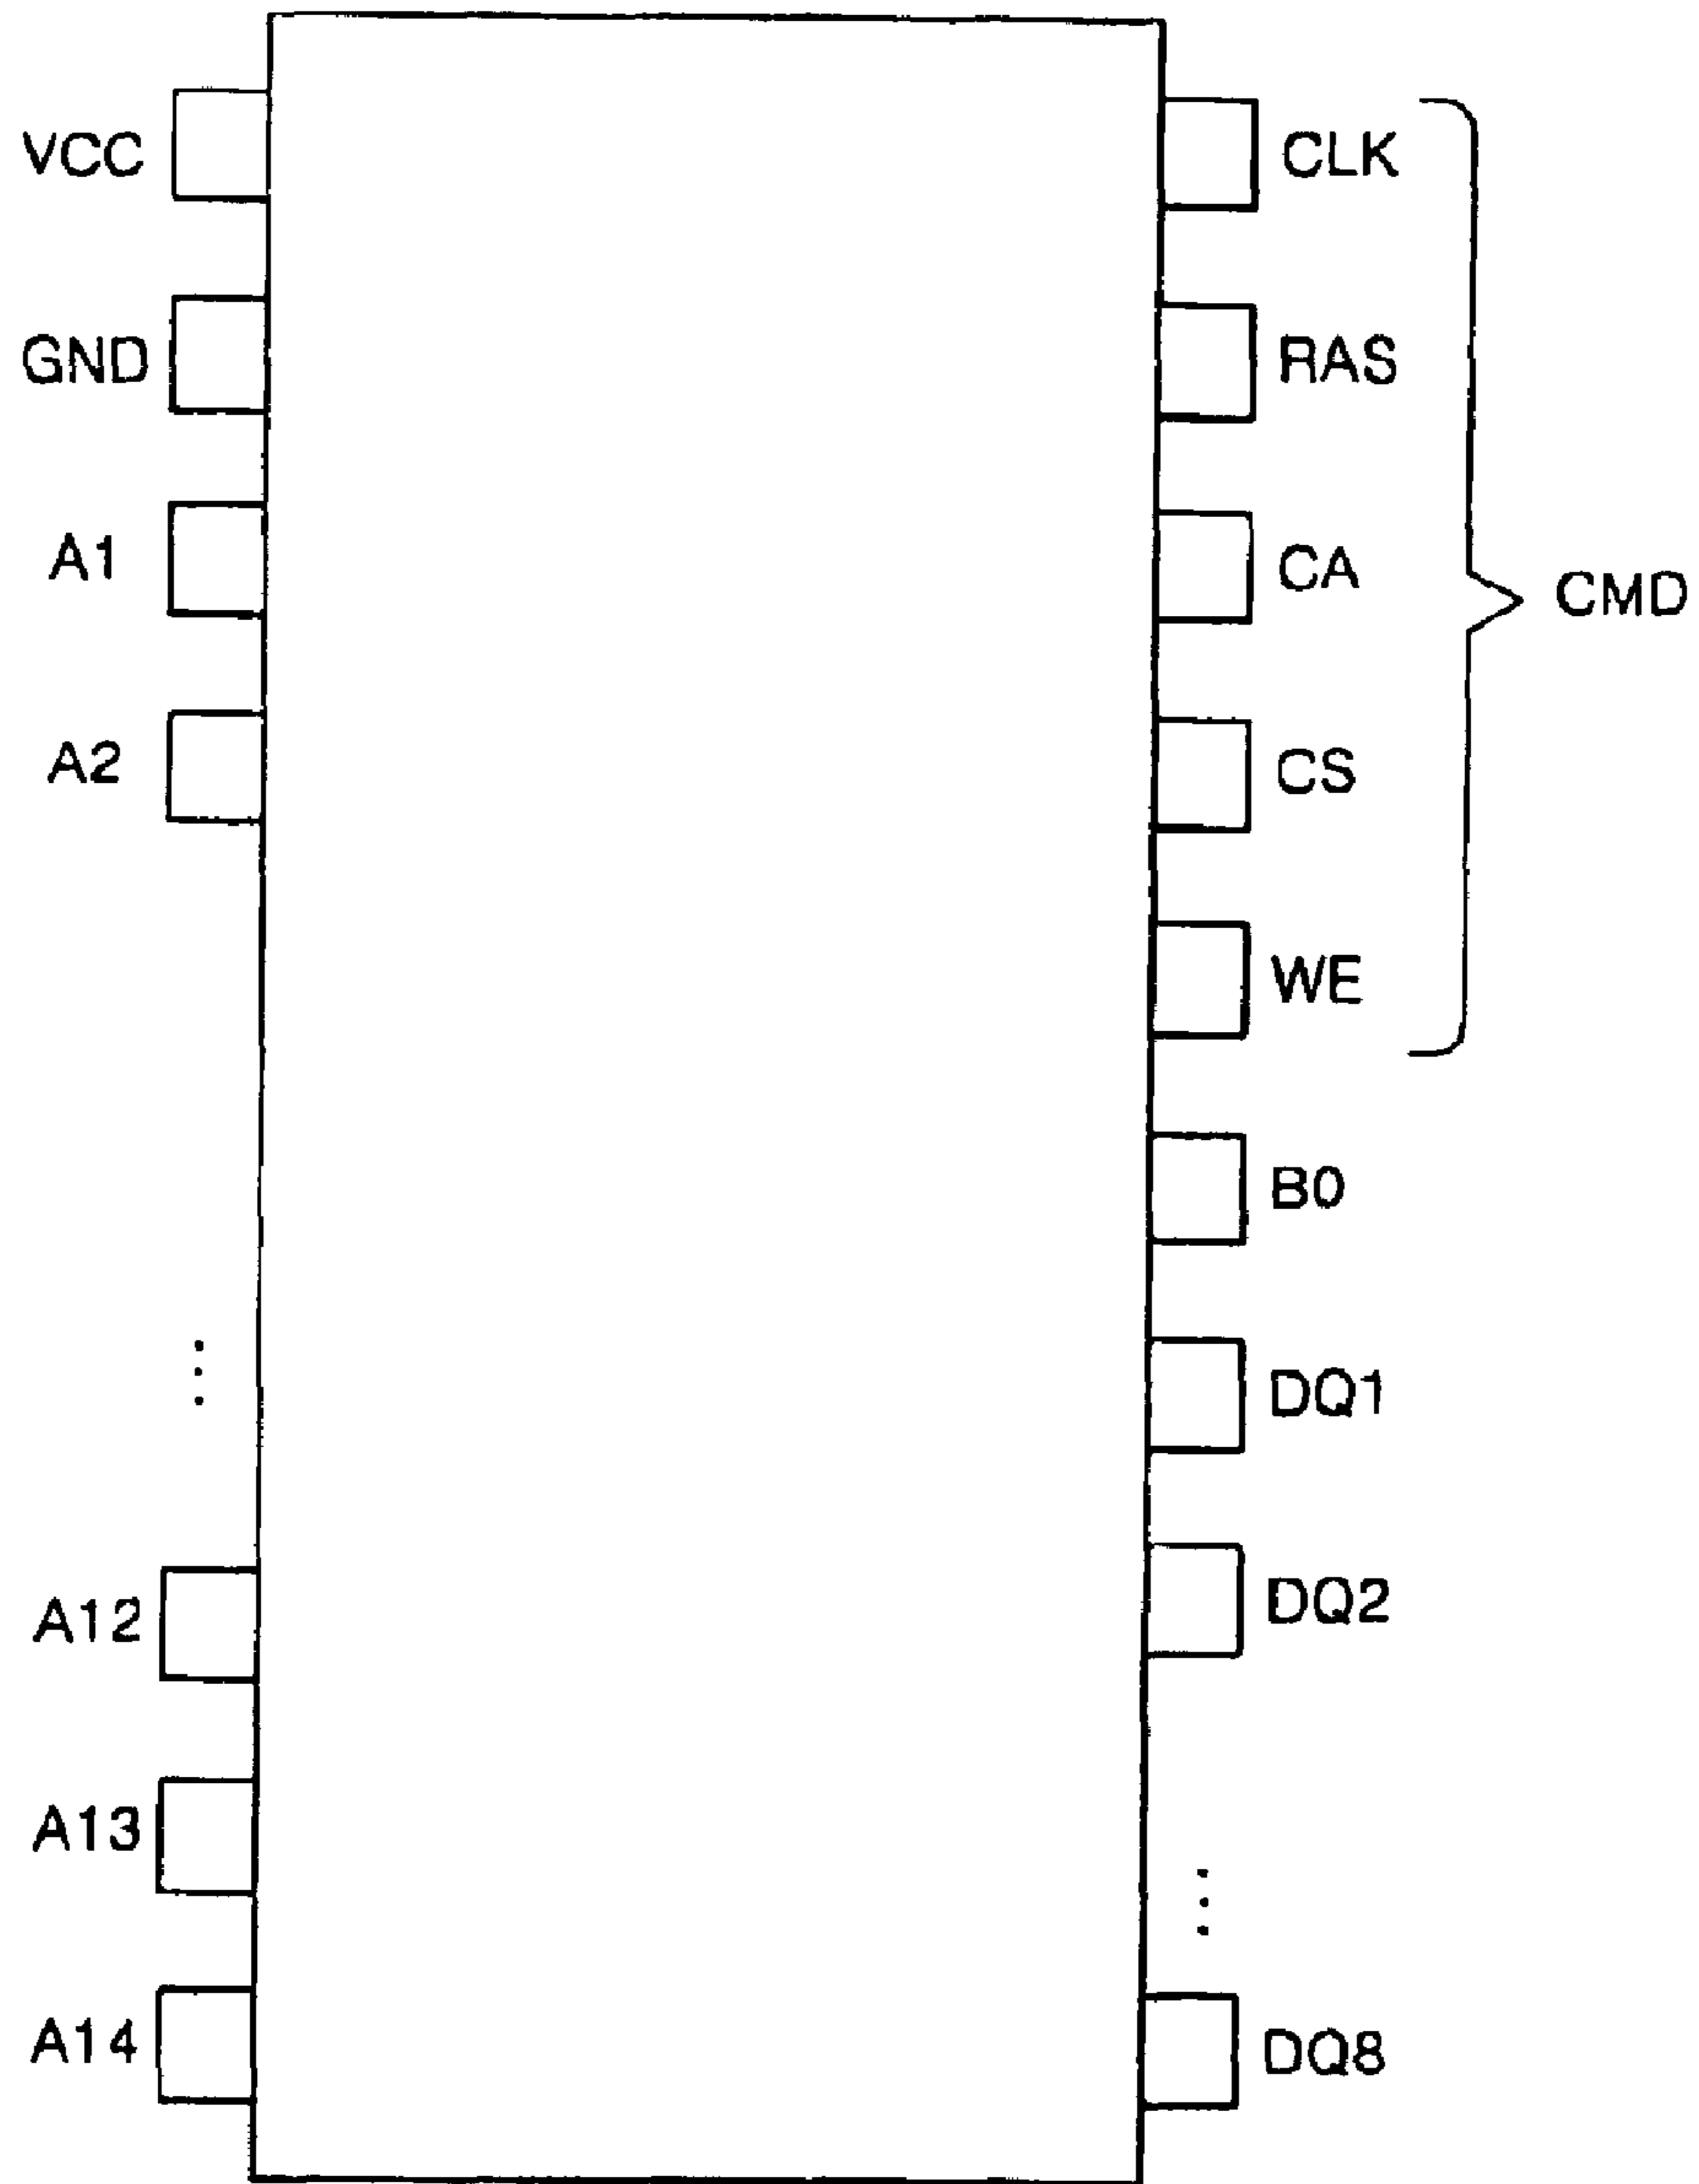 VCC
GND
A1
A2
⋮
A12
A13
A14
CLK
RAS
CA
CS
WE
CMD
B0
DQ1
DQ2
⋮
DQ8